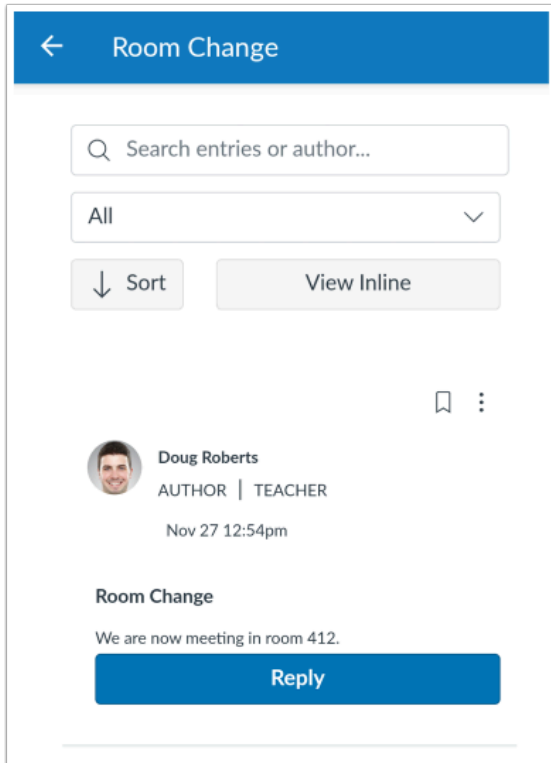 Room Change
Search entries or author...
All
Sort
View Inline
Doug Roberts
AUTHOR | TEACHER
Nov 27 12:54pm
Room Change
We are now meeting in room 412.
Reply